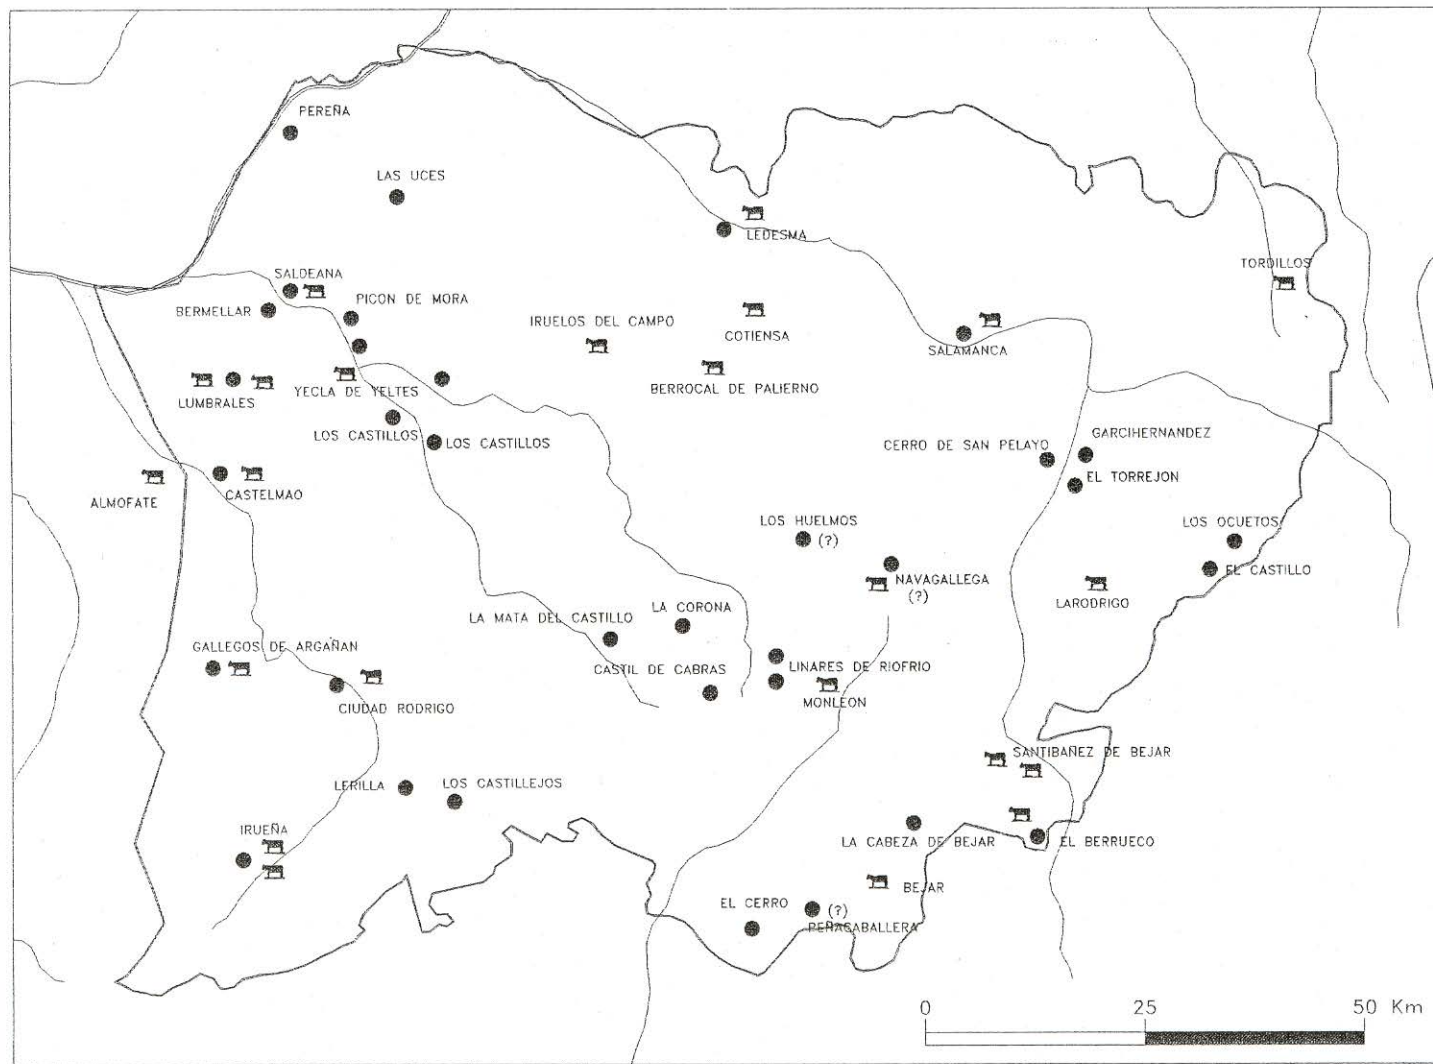 PEREÑA
LAS UCES
LEDESMA
TORDILLOS
SALDEANA
PICON DE MORA
BERMELLAR
IRUELOS DEL CAMPO
COTIENSA
SALAMANCA
BERROCAL DE PALIERNO
YECLA DE YELTES
LUMBRALES
LOS CASTILLOS
LOS CASTILLOS
CERRO DE SAN PELAYO
GARCIHERNANDEZ
EL TORREJON
ALMOFATE
CASTELMAO
LOS HUELMOS
(?)
LOS OCUETOS
EL CASTILLO
NAVAGALLEGA
(?)
LARODRIGO
LA MATA DEL CASTILLO
LA CORONA
GALLEGOS DE ARGAÑAN
CASTIL DE CABRAS
LINARES DE RIOFRIO
MONLEON
CIUDAD RODRIGO
SANTIBAÑEZ DE BEJAR
LERILLA
LOS CASTILLEJOS
IRUEÑA
LA CABEZA DE BEJAR
EL BERRUECO
BEJAR
EL CERRO
(?)
PEÑACABALLERA
0 25 50 Km